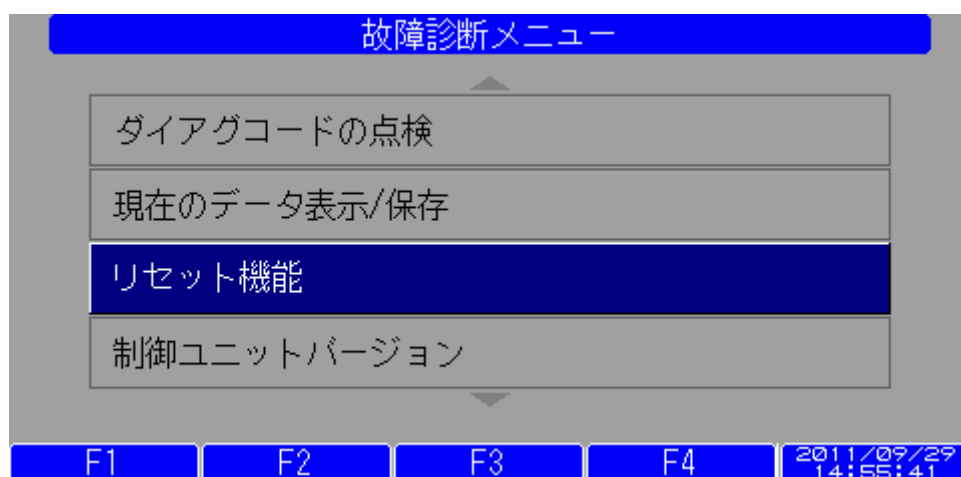 故障診断メニュー
ダイアグコードの点検
現在のデータ表示/保存
リセット機能
制御ユニットバージョン
F1 F2 F3 F4 2011/09/29
14:55:41